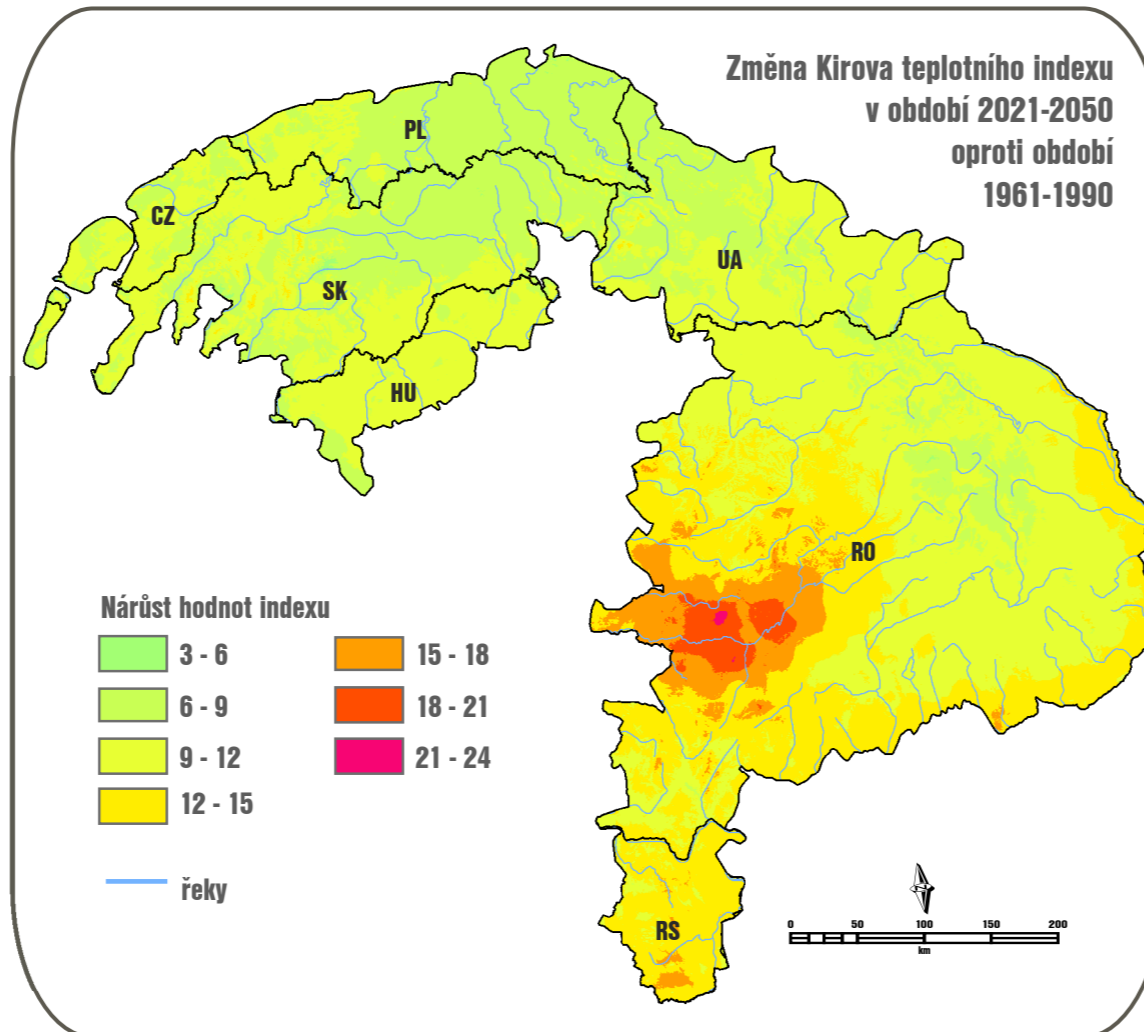 Změna Kirova teplotního indexu
v období 2021-2050
oproti období
1961-1990
PL
CZ
UA
SK
HU
RO
RS
Nárůst hodnot indexu
3 - 6
6 - 9
9 - 12
12 - 15
15 - 18
18 - 21
21 - 24
řeky
0 50 100 150 200
km